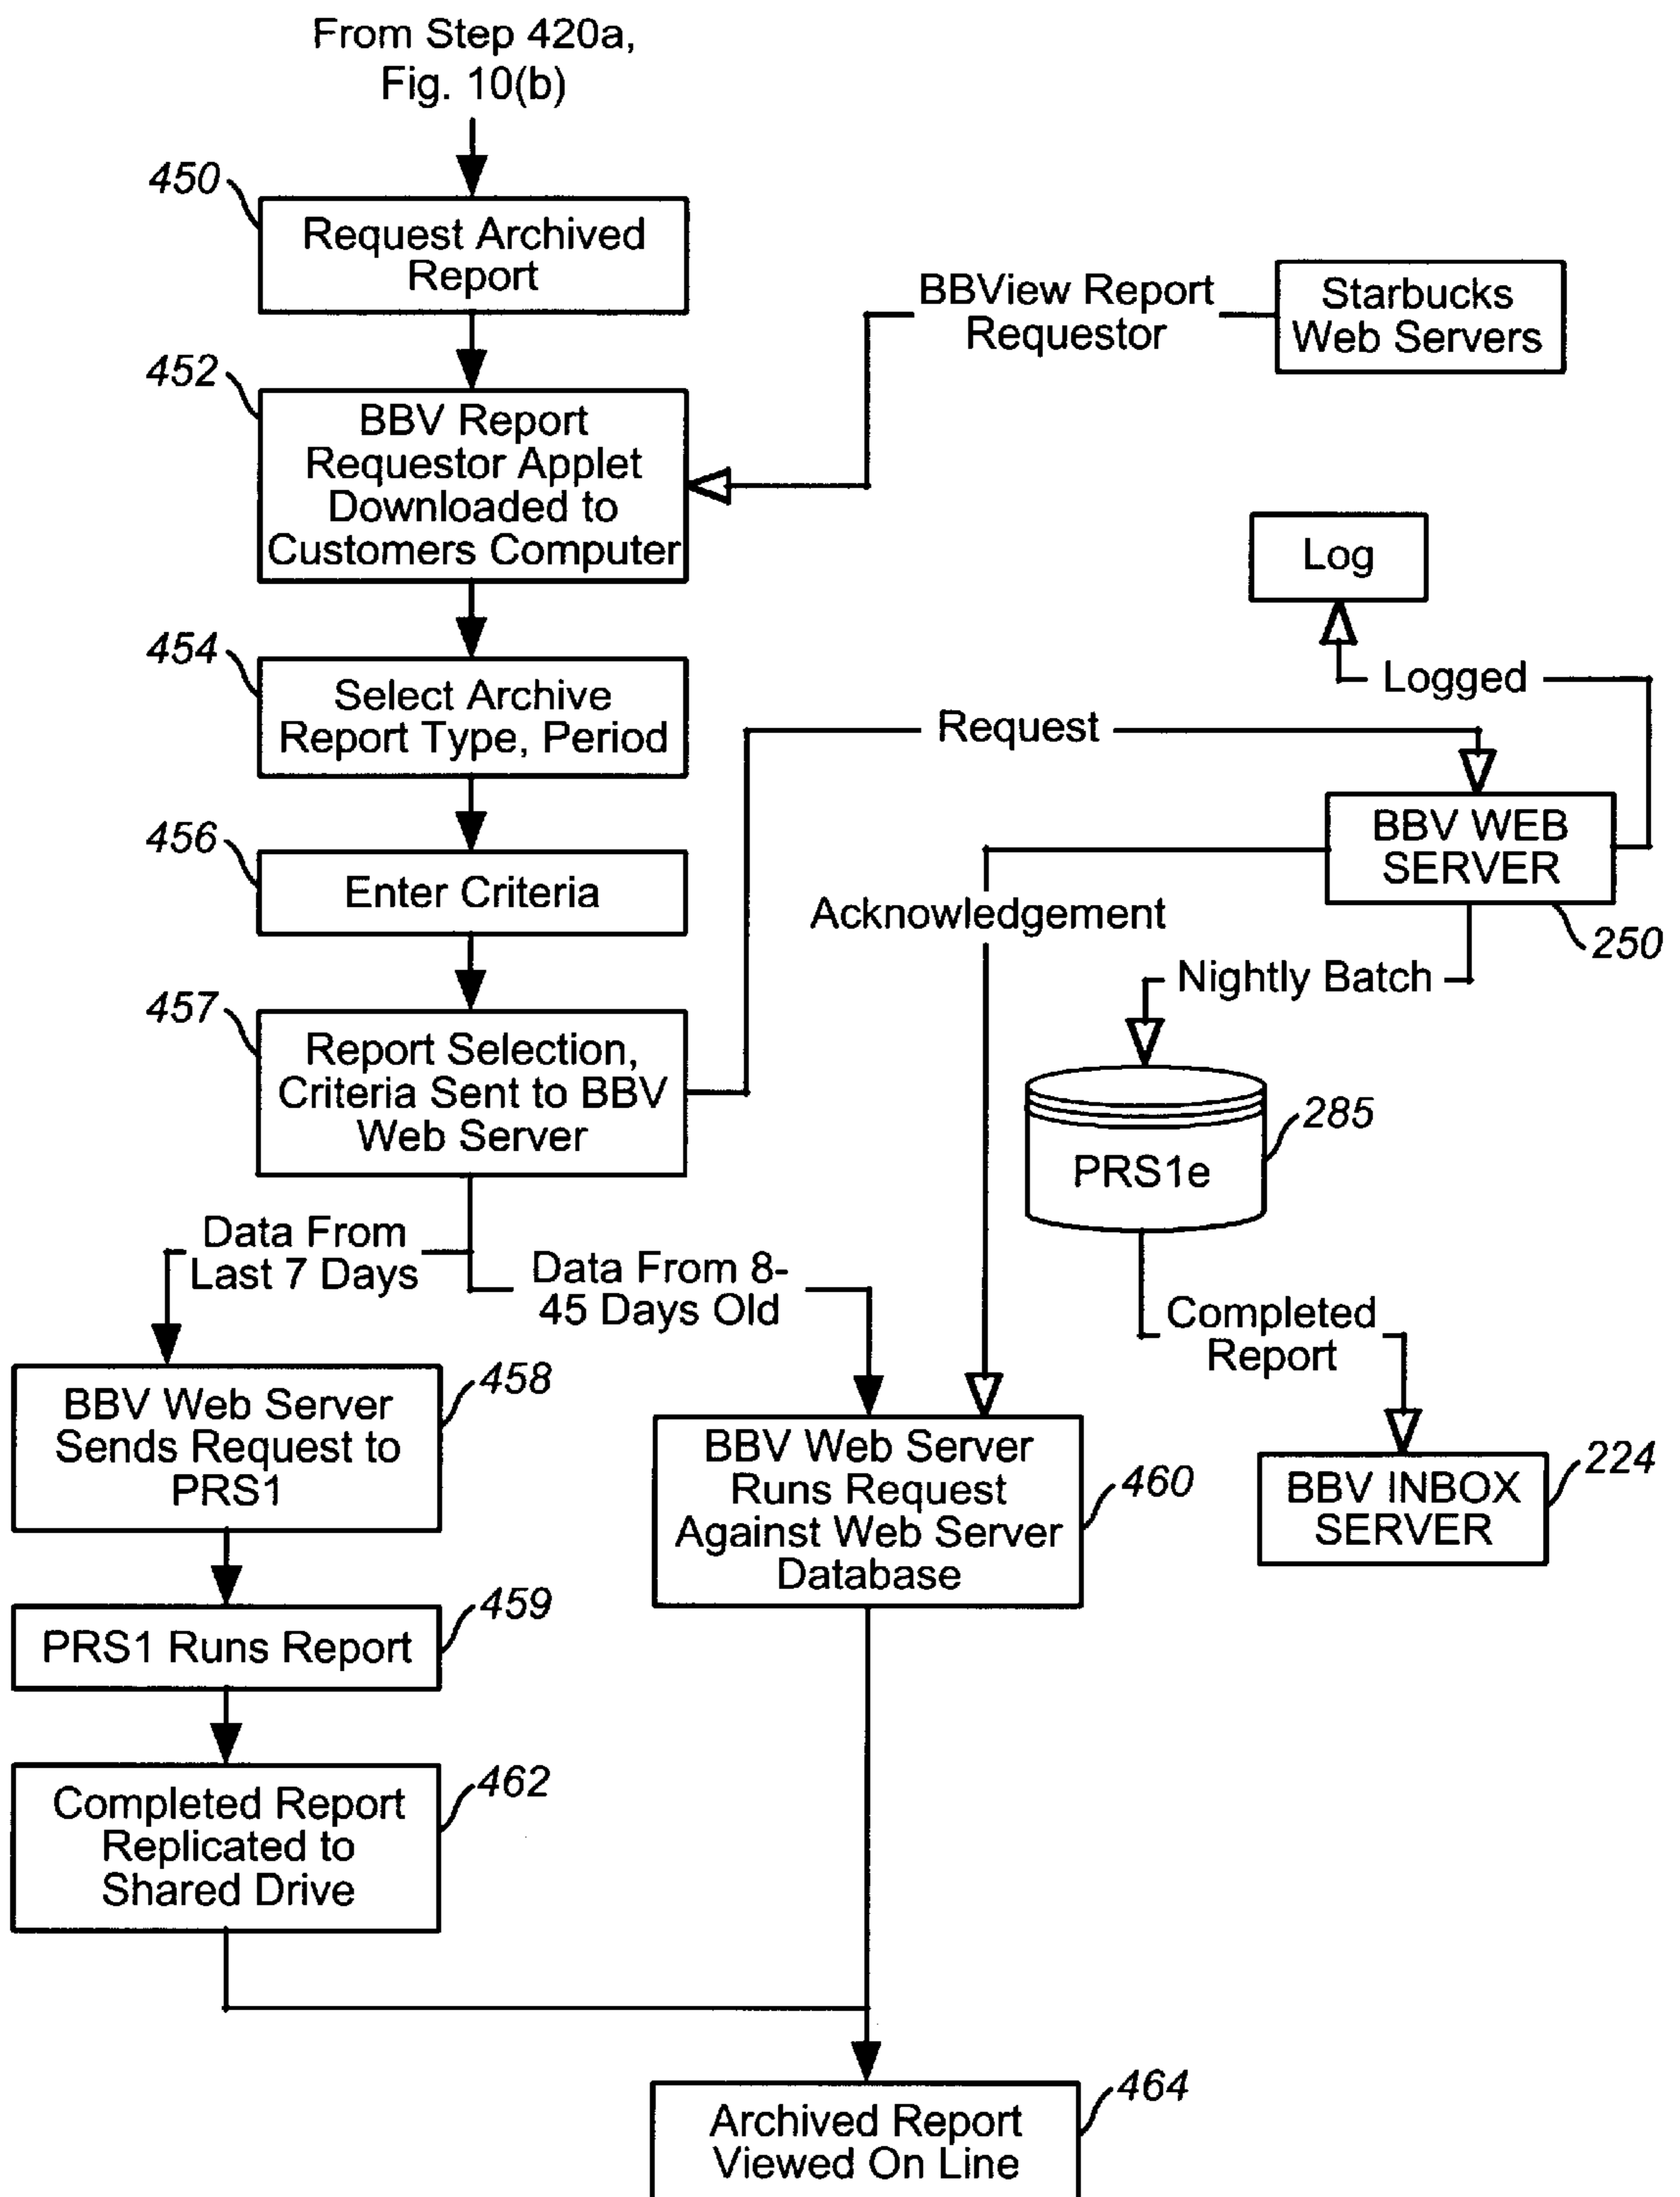 From Step 420a,
Fig. 10(b)
450
Request Archived
Report
BBView Report
Requestor
Starbucks
Web Servers
452
BBV Report
Requestor Applet
Downloaded to
Customers Computer
Log
454
Select Archive
Report Type, Period
Logged
Request
BBV WEB
SERVER
250
456
Enter Criteria
Acknowledgement
Nightly Batch
457
Report Selection,
Criteria Sent to BBV
Web Server
285
PRS1e
Data From
Last 7 Days
Data From 8-
45 Days Old
Completed
Report
458
BBV Web Server
Sends Request to
PRS1
BBV Web Server
Runs Request
Against Web Server
Database
460
224
BBV INBOX
SERVER
459
PRS1 Runs Report
462
Completed Report
Replicated to
Shared Drive
464
Archived Report
Viewed On Line